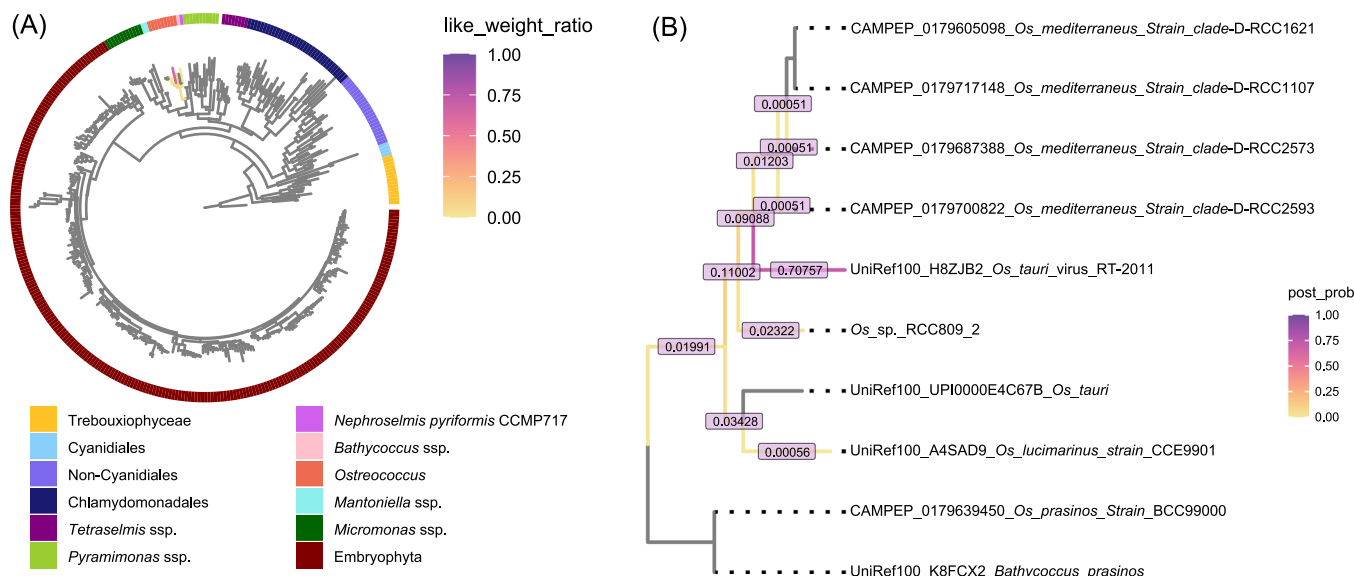 (A)
like_weight_ratio
1.00
0.75
0.50
0.25
0.00
Trebouxiophyceae
Cyanidiales
Non-Cyanidiales
Chlamydomonadales
Tetraselmis ssp.
Pyramimonas ssp.
Nephroselmis pyriformis CCMP717
Bathycoccus ssp.
Ostreococcus
Mantoniella ssp.
Micromonas ssp.
Embryophyta
(B)
CAMPEP_0179605098_Os_mediterraneus_Strain_clade-D-RCC1621
CAMPEP_0179717148_Os_mediterraneus_Strain_clade-D-RCC1107
0.00051
CAMPEP_0179687388_Os_mediterraneus_Strain_clade-D-RCC2573
0.00051
0.01203
CAMPEP_0179700822_Os_mediterraneus_Strain_clade-D-RCC2593
0.00051
0.09088
UniRef100_H8ZJB2_Os_tauri_virus_RT-2011
0.11002
0.70757
Os_sp._RCC809_2
0.02322
0.01991
UniRef100_UPI0000E4C67B_Os_tauri
0.03428
UniRef100_A4SAD9_Os_lucimarinus_strain_CCE9901
0.00056
CAMPEP_0179639450_Os_prasinos_Strain_BCC99000
UniRef100_K8FCX2_Bathycoccus_prasinos
post_prob
1.00
0.75
0.50
0.25
0.00